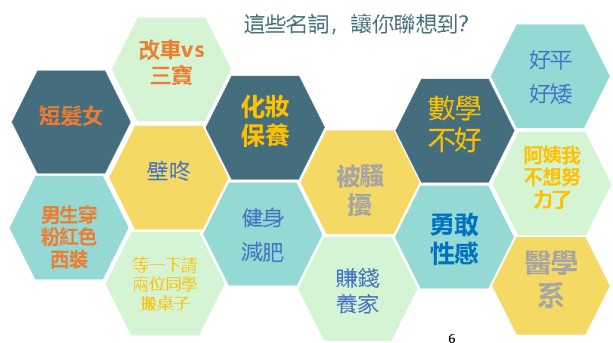 這些名詞，讓你聯想到?
改車vs
三寶
短髮女
壁咚
男生穿
粉紅色
西裝
等一下請
兩位同學
搬桌子
化妝
保養
健身
減肥
被騷
擾
賺錢
養家
數學
不好
勇敢
性感
好平
好矮
阿姨我
不想努
力了
醫學
系
6